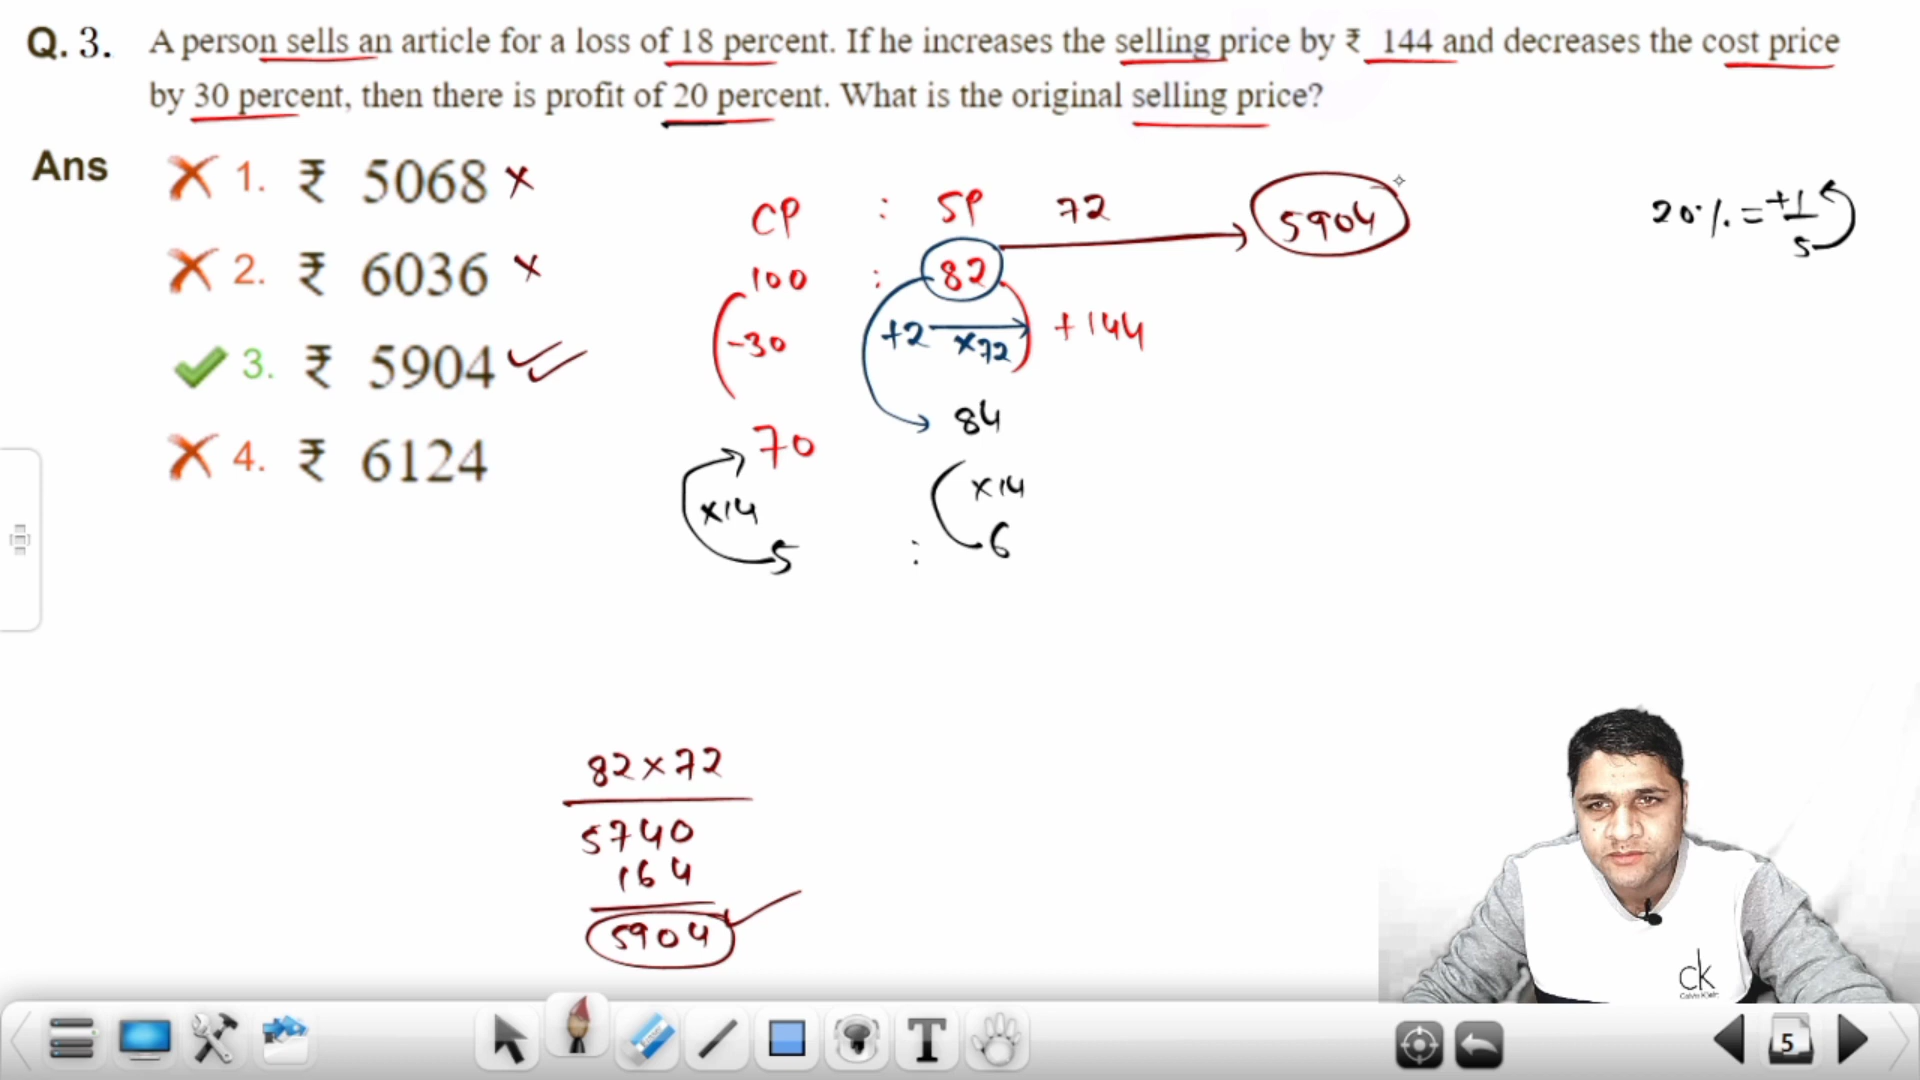 Q. 3. A person sells an article for a loss of 18 percent. If he increases the selling price by ₹ 144 and decreases the cost price
by 30 percent, then there is profit of 20 percent. What is the original selling price?
Ans
1. ₹ 5068 ×
2. ₹ 6036 ×
3. ₹ 5904
4. ₹ 6124
CP : SP 72
5904
20% = +1/5
100 : 82
-30 +2 ×72 +144
70 84
×14 ×14
5 : 6
82×72
5740
164
5904
ck
Calvin Klein
T
5